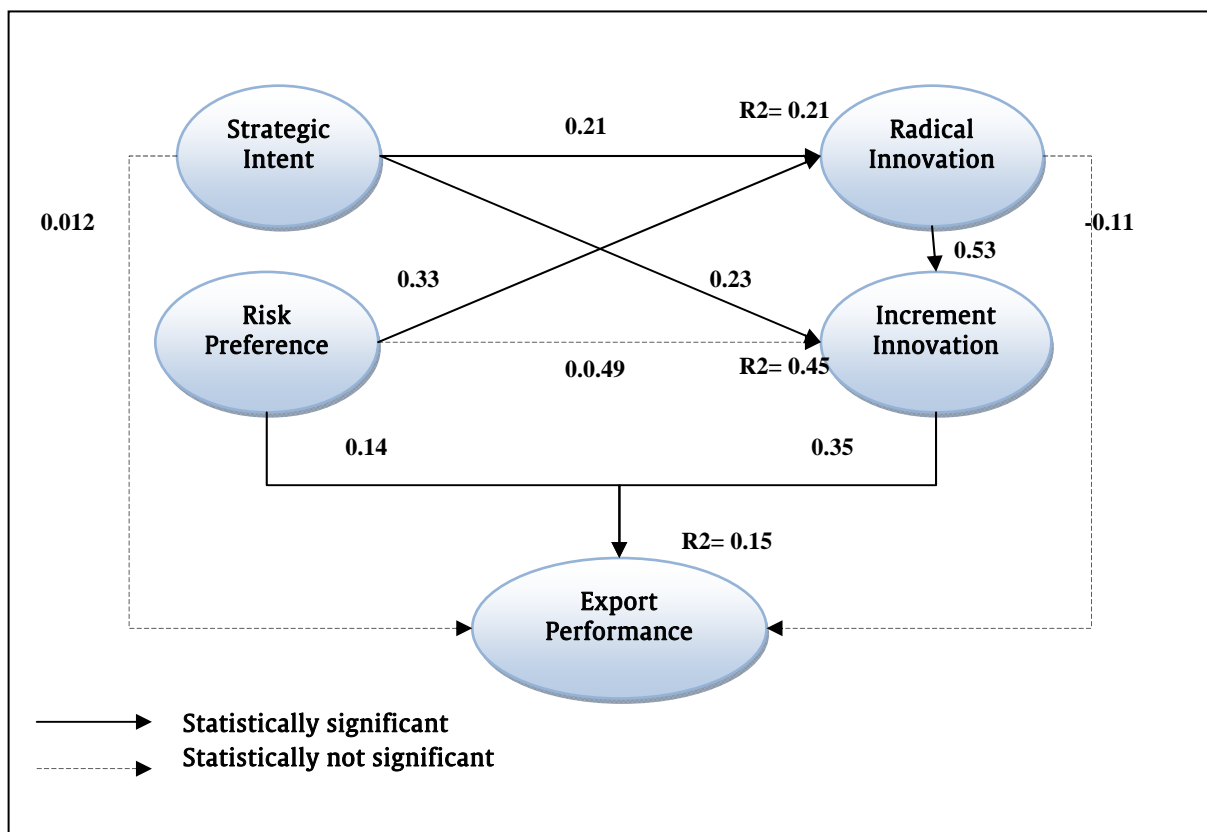 Strategic
Intent
0.21
R2= 0.21
Radical
Innovation
0.012
-0.11
0.53
0.33
0.23
Risk
Preference
Increment
Innovation
0.0.49
R2= 0.45
0.14
0.35
R2= 0.15
Export
Performance
Statistically significant
Statistically not significant